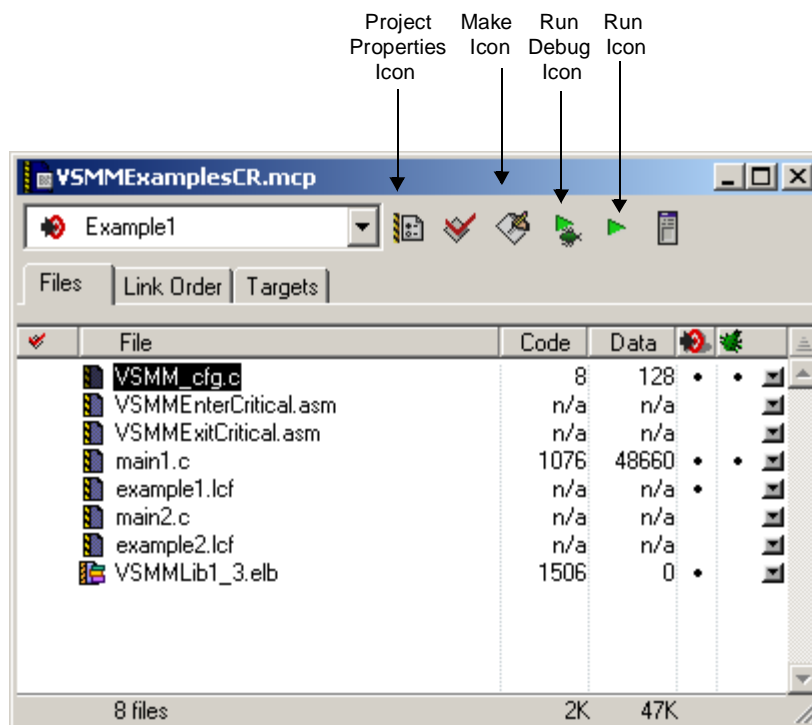 Project Properties Icon
Make Icon
Run Debug Icon
Run Icon
VSMMExamplesCR.mcp
Example1
Files Link Order Targets
File Code Data
VSMM_cfg.c 8 128
VSMMEnterCritical.asm n/a n/a
VSMMExitCritical.asm n/a n/a
main1.c 1076 48660
example1.lcf n/a n/a
main2.c n/a n/a
example2.lcf n/a n/a
VSMMLib1_3.elb 1506 0
8 files 2K 47K